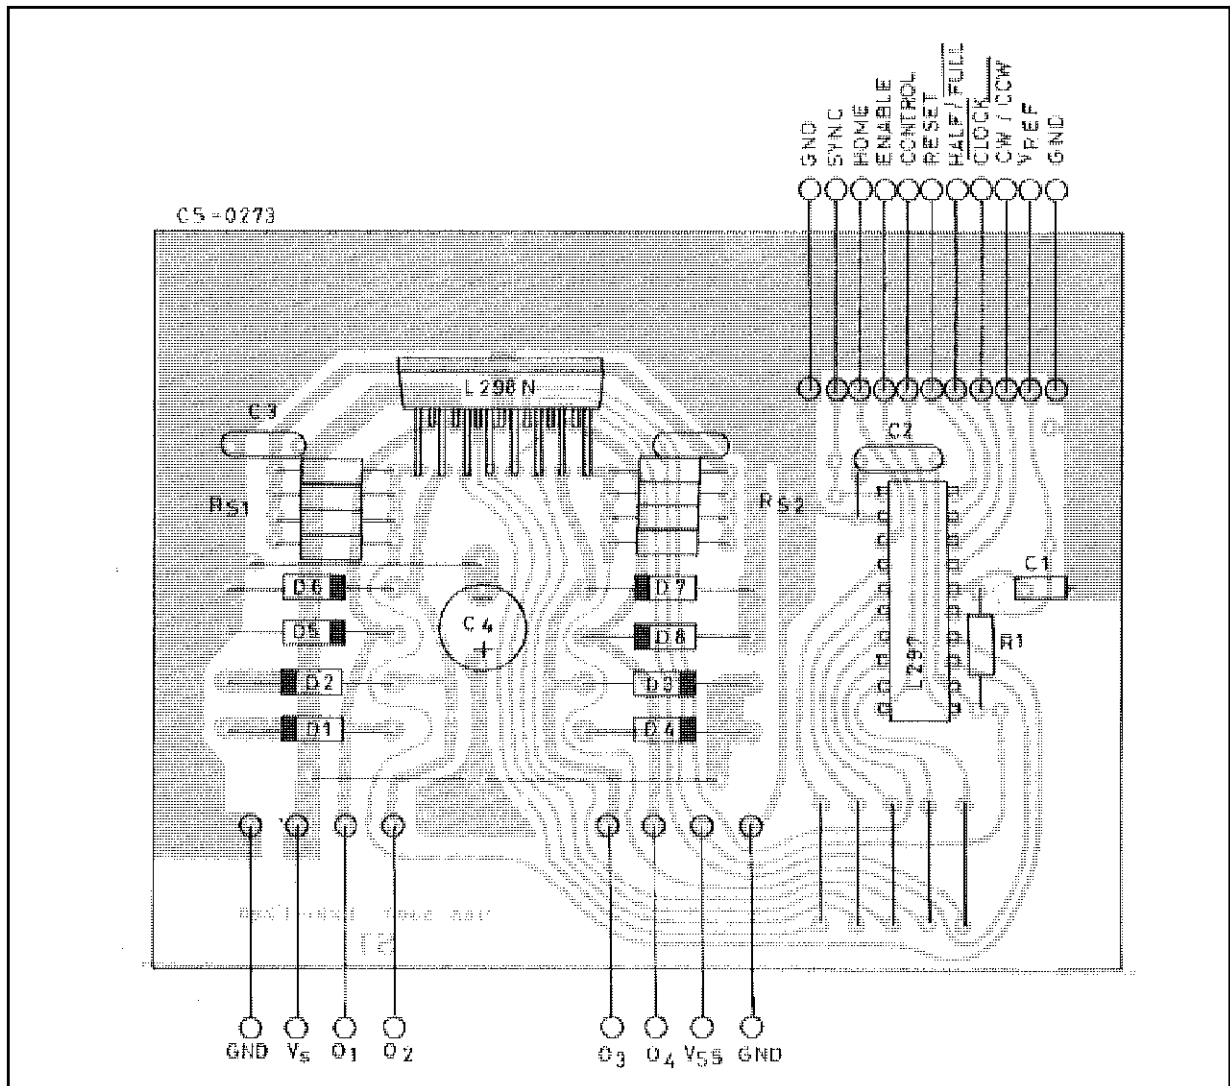 GND
SYNC
HOME
ENABLE
CONTROL
RESET
HALF/FULL
CLOCK
CW/CCW
VREF
GND
CS-0273
L298N
C3
C2
RS1
RS2
C1
D6
D7
C4
+
D5
D8
R1
L297
D2
D3
D1
D4
GND
Vs
O1
O2
O3
O4
VSS
GND